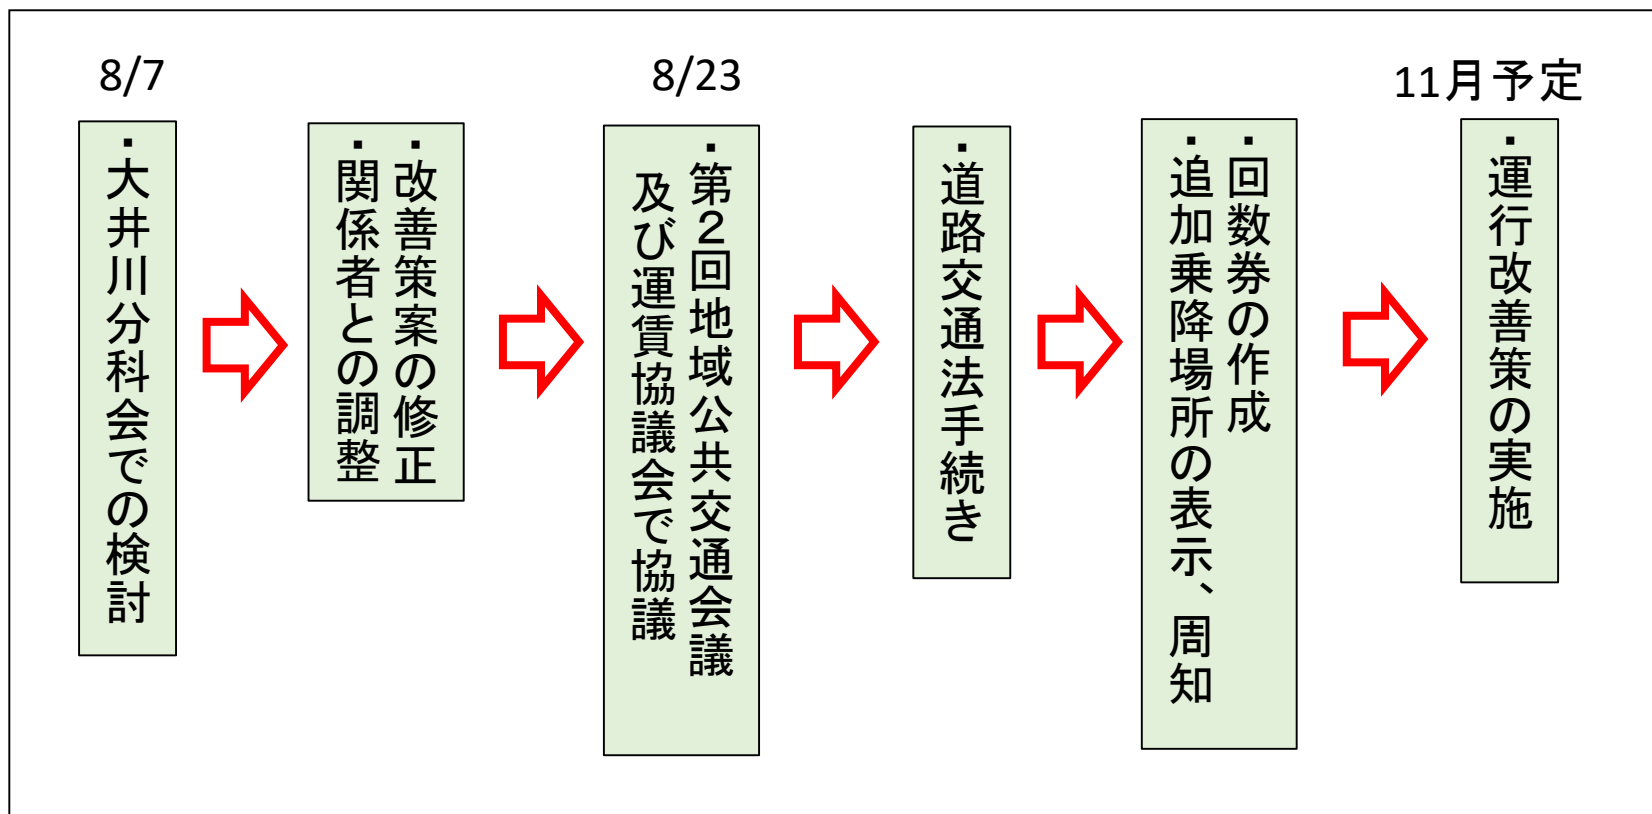 8/7
・大井川分科会での検討
・改善策案の修正
・関係者との調整
8/23
・第２回地域公共交通会議
及び運賃協議会で協議
・道路交通法手続き
・回数券の作成
・追加乗降場所の表示、周知
11月予定
・運行改善策の実施